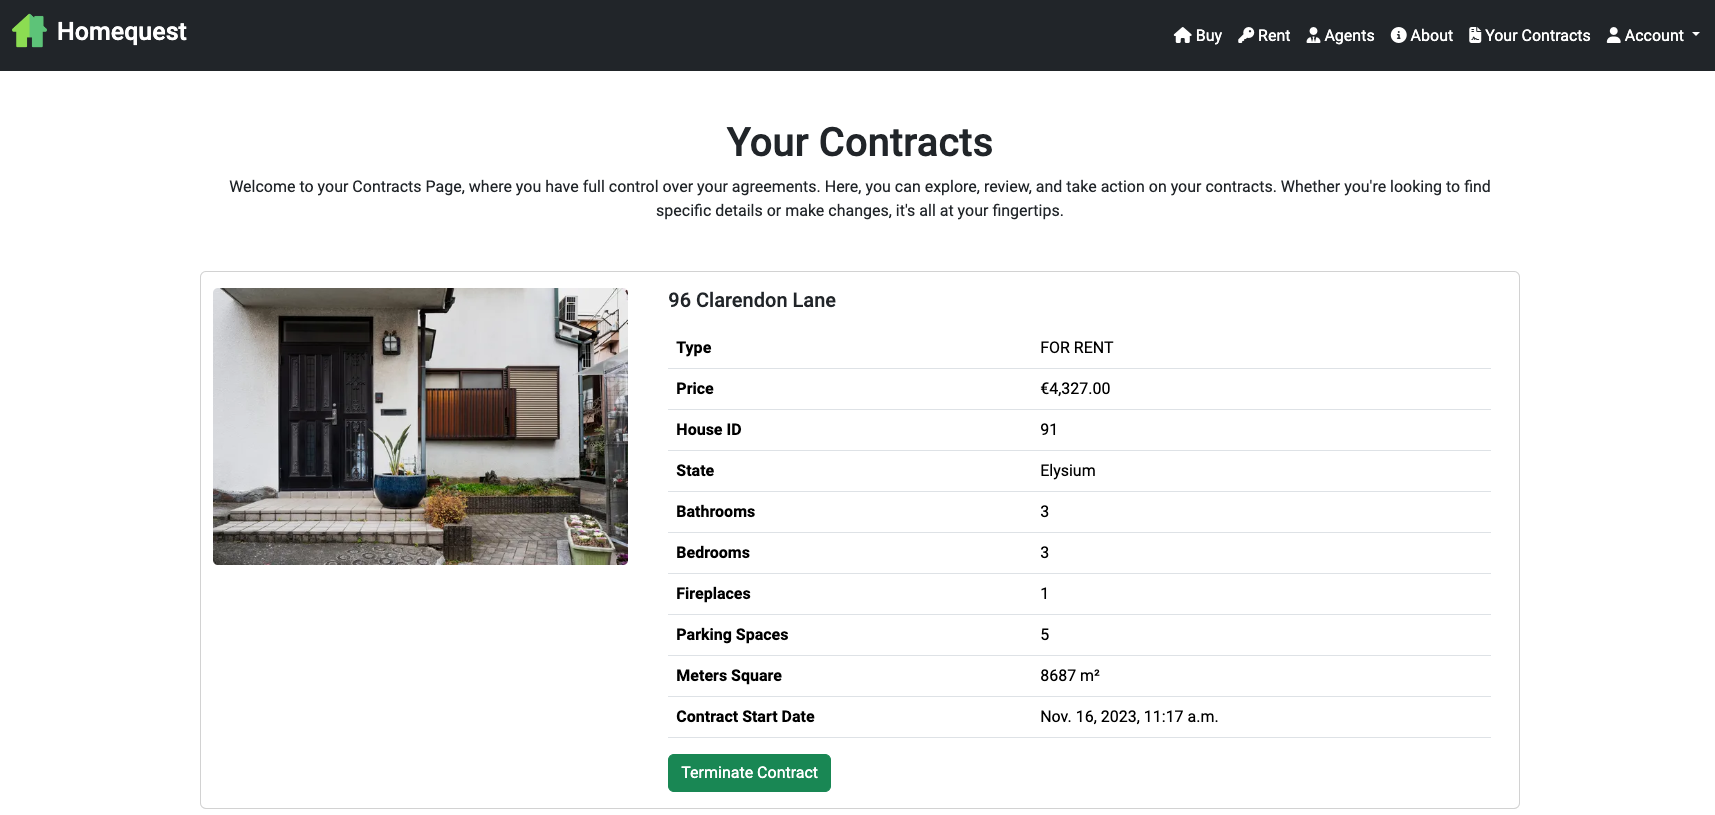 Homequest
Buy Rent Agents About Your Contracts Account
Your Contracts
Welcome to your Contracts Page, where you have full control over your agreements. Here, you can explore, review, and take action on your contracts. Whether you're looking to find
specific details or make changes, it's all at your fingertips.
96 Clarendon Lane
Type FOR RENT
Price €4,327.00
House ID 91
State Elysium
Bathrooms 3
Bedrooms 3
Fireplaces 1
Parking Spaces 5
Meters Square 8687 m²
Contract Start Date Nov. 16, 2023, 11:17 a.m.
Terminate Contract